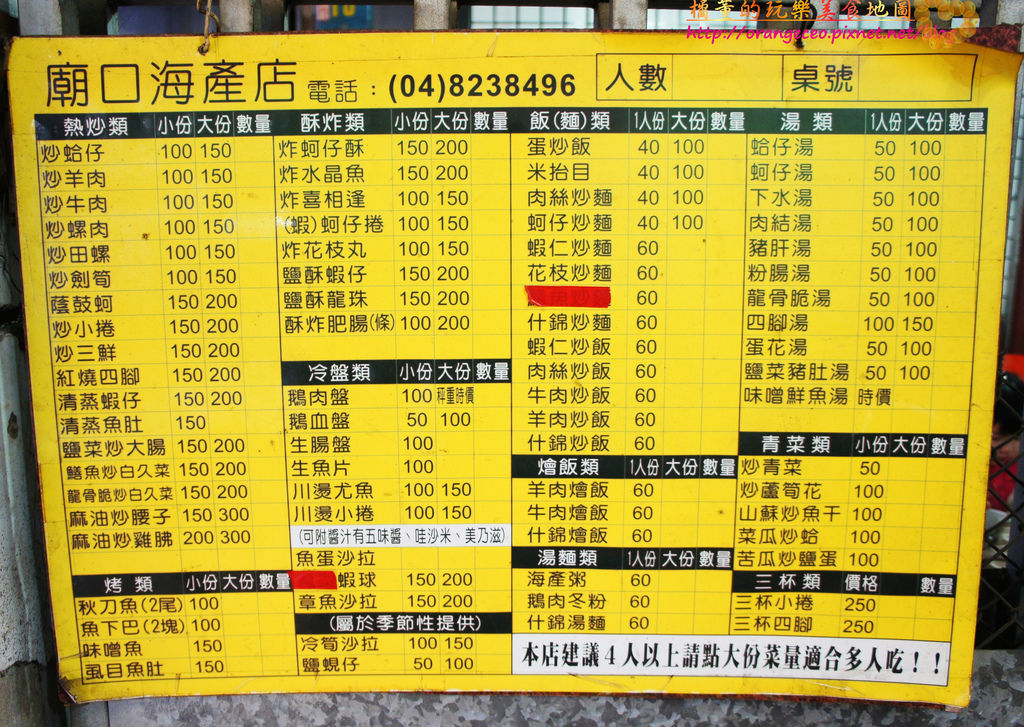 橘董的玩樂美食地圖
http://orangeceo.pixnet.net/blog
廟口海產店 電話：(04)8238496 人數 桌號
熱炒類 小份 大份 數量
炒蛤仔 100 150
炒羊肉 100 150
炒牛肉 100 150
炒螺肉 100 150
炒田螺 100 150
炒劍筍 100 150
蔭鼓蚵 150 200
炒小捲 150 200
炒三鮮 150 200
紅燒四腳 150 200
清蒸蝦仔 150 200
清蒸魚肚 150
鹽菜炒大腸 150 200
鱔魚炒白久菜 150 200
龍骨脆炒白久菜 150 200
麻油炒腰子 150 300
麻油炒雞胇 200 300
烤 類 小份 大份 數量
秋刀魚(2尾) 100
魚下巴(2塊) 100
味噌魚 150
虱目魚肚 150
酥炸類 小份 大份 數量
炸蚵仔酥 150 200
炸水晶魚 150 200
炸喜相逢 100 150
(蝦)蚵仔捲 100 150
炸花枝丸 100 150
鹽酥蝦仔 150 200
鹽酥龍珠 150 200
酥炸肥腸(條) 100 200
冷盤類 小份 大份 數量
鵝肉盤 100 秤重時價
鵝血盤 50 100
生腸盤 100
生魚片 100
川燙尤魚 100 150
川燙小捲 100 150
(可附醬汁有五味醬、哇沙米、美乃滋)
魚蛋沙拉
蝦球 150 200
章魚沙拉 150 200
(屬於季節性提供)
冷筍沙拉 100 150
鹽蜆仔 50 100
飯(麵)類 1人份 大份 數量
蛋炒飯 40 100
米抬目 40 100
肉絲炒麵 40 100
蚵仔炒麵 40 100
蝦仁炒麵 60
花枝炒麵 60
60
什錦炒麵 60
蝦仁炒飯 60
肉絲炒飯 60
牛肉炒飯 60
羊肉炒飯 60
什錦炒飯 60
燴飯類 1人份 大份 數量
羊肉燴飯 60
牛肉燴飯 60
什錦燴飯 60
湯麵類 1人份 大份 數量
海產粥 60
鵝肉冬粉 60
什錦湯麵 60
湯 類 1人份 大份 數量
蛤仔湯 50 100
蚵仔湯 50 100
下水湯 50 100
肉結湯 50 100
豬肝湯 50 100
粉腸湯 50 100
龍骨脆湯 50 100
四腳湯 100 150
蛋花湯 50 100
鹽菜豬肚湯 50 100
味噌鮮魚湯 時價
青菜類 小份 大份 數量
炒青菜 50
炒蘆筍花 100
山蘇炒魚干 100
菜瓜炒蛤 100
苦瓜炒鹽蛋 100
三杯類 價格 數量
三杯小捲 250
三杯四腳 250
本店建議4人以上請點大份菜量適合多人吃！！